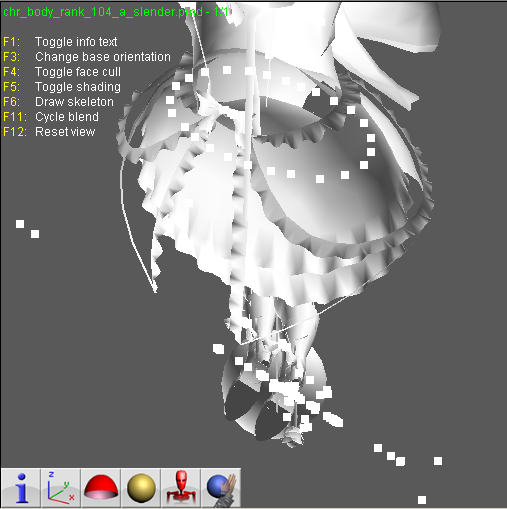 chr_body_rank_104_a_slender.pmd - 1/1
F1: Toggle info text
F3: Change base orientation
F4: Toggle face cull
F5: Toggle shading
F6: Draw skeleton
F11: Cycle blend
F12: Reset view
z
y
x